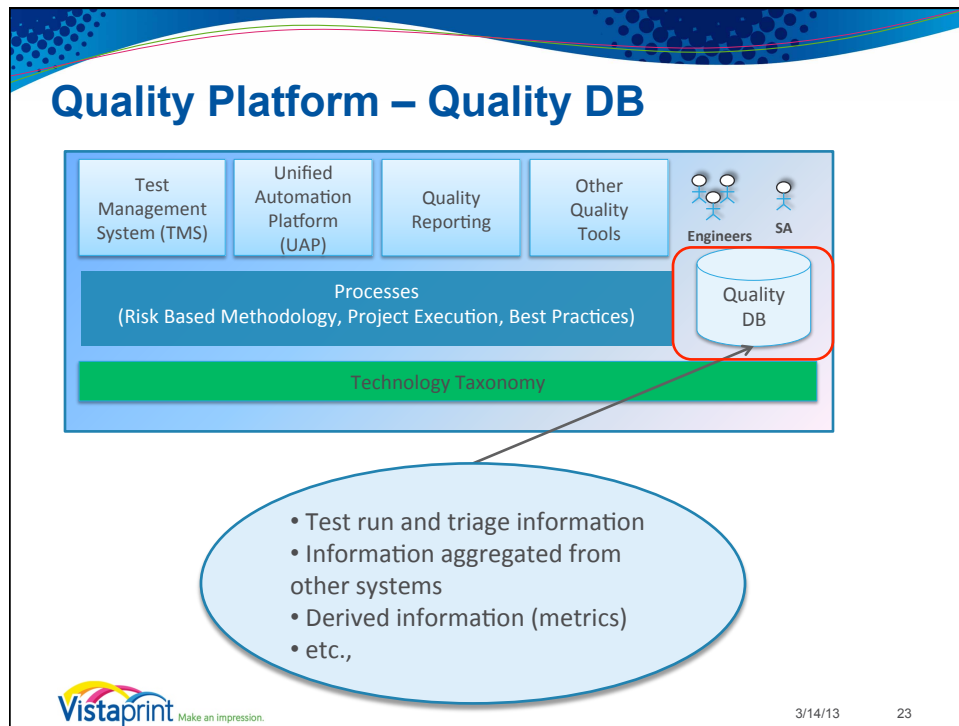 Quality Platform – Quality DB
Test
Management
System (TMS)
Unified
Automation
Platform
(UAP)
Quality
Reporting
Other
Quality
Tools
Engineers
SA
Processes
(Risk Based Methodology, Project Execution, Best Practices)
Quality
DB
Technology Taxonomy
• Test run and triage information
• Information aggregated from
other systems
• Derived information (metrics)
• etc.,
Vistaprint Make an impression.
3/14/13 23